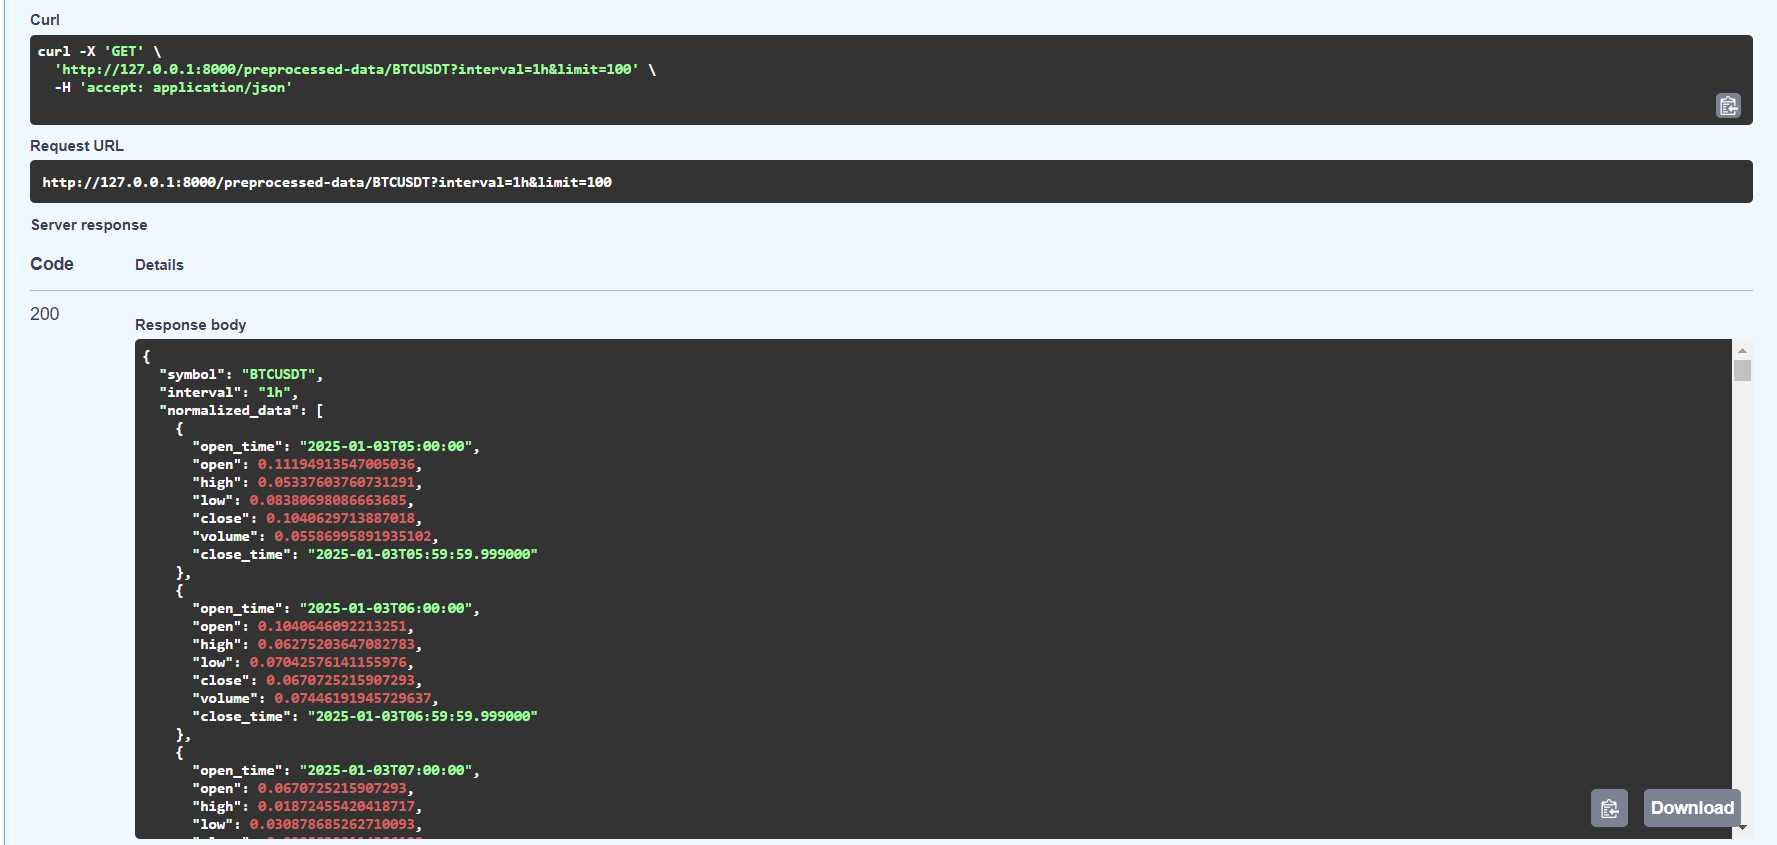 Curl
curl -X 'GET' \
'http://127.0.0.1:8000/preprocessed-data/BTCUSDT?interval=1h&limit=100' \
-H 'accept: application/json'
Request URL
http://127.0.0.1:8000/preprocessed-data/BTCUSDT?interval=1h&limit=100
Server response
Code Details
200
Response body
{
"symbol": "BTCUSDT",
"interval": "1h",
"normalized_data": [
{
"open_time": "2025-01-03T05:00:00",
"open": 0.11194913547005036,
"high": 0.05337603760731291,
"low": 0.08380698086663685,
"close": 0.1040629713887018,
"volume": 0.05586995891935102,
"close_time": "2025-01-03T05:59:59.999000"
},
{
"open_time": "2025-01-03T06:00:00",
"open": 0.1040646092213251,
"high": 0.06275203647082783,
"low": 0.07042576141155976,
"close": 0.0670725215907293,
"volume": 0.07446191945729637,
"close_time": "2025-01-03T06:59:59.999000"
},
{
"open_time": "2025-01-03T07:00:00",
"open": 0.0670725215907293,
"high": 0.01872455420418717,
"low": 0.030878685262710093,
Download